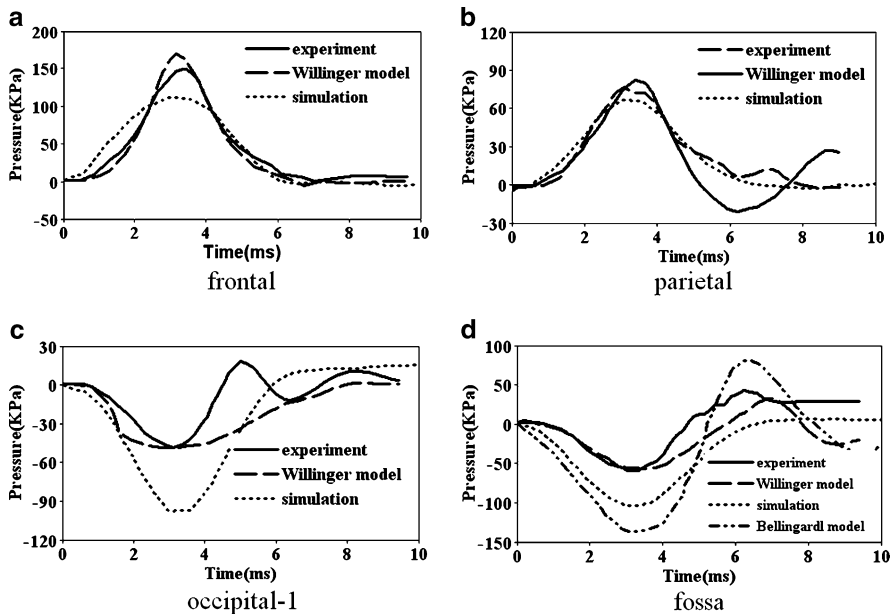 a
200
150
100
50
0
-50
Pressure(KPa)
experiment
Willinger model
simulation
0 2 4 6 8 10
Time(ms)
frontal
b
120
90
60
30
0
-30
Pressure(KPa)
experiment
Willinger model
simulation
0 2 4 6 8 10
Time(ms)
parietal
c
30
0
-30
-60
-90
-120
Pressure(KPa)
experiment
Willinger model
simulation
0 2 4 6 8 10
Time(ms)
occipital-1
d
100
50
0
-50
-100
-150
Pressure(KPa)
experiment
Willinger model
simulation
Bellingardl model
0 2 4 6 8 10
Time(ms)
fossa